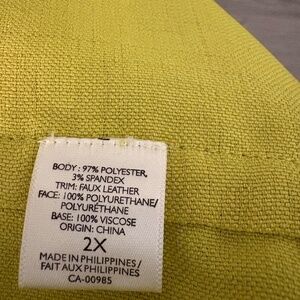 BODY: 97% POLYESTER,
3% SPANDEX
TRIM: FAUX LEATHER
FACE: 100% POLYURETHANE/
POLYURÉTHANE
BASE: 100% VISCOSE
ORIGIN: CHINA
2X
MADE IN PHILIPPINES/
FAIT AUX PHILIPPINES
CA-00985